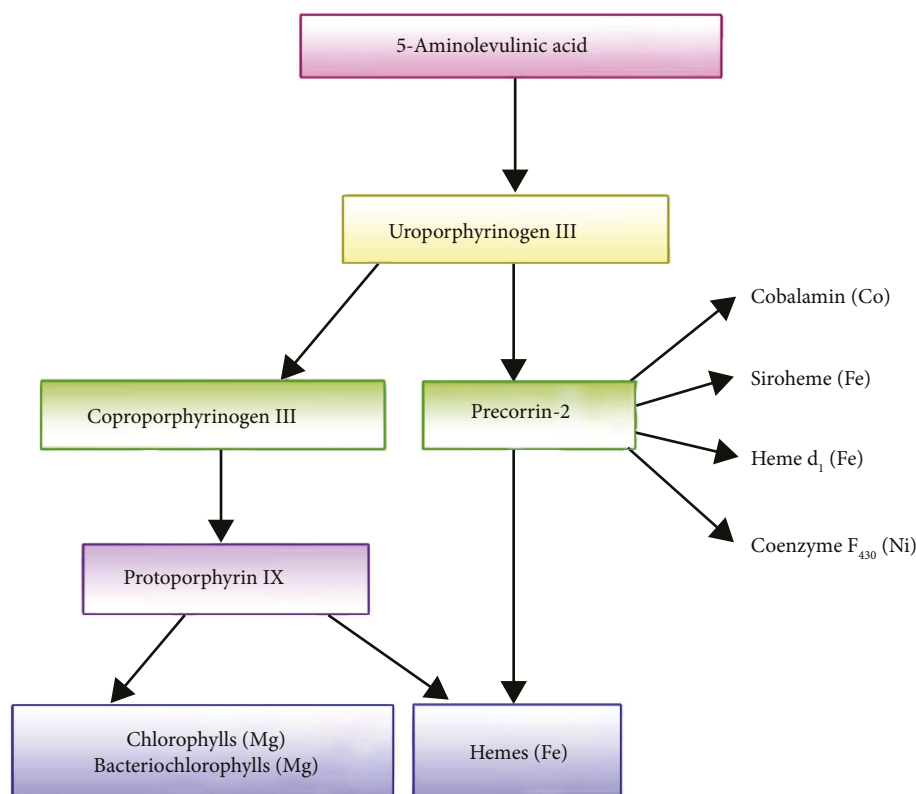 5-Aminolevulinic acid
Uroporphyrinogen III
Cobalamin (Co)
Siroheme (Fe)
Coproporphyrinogen III
Precorrin-2
Heme d₁ (Fe)
Coenzyme F₄₃₀ (Ni)
Protoporphyrin IX
Chlorophylls (Mg)
Bacteriochlorophylls (Mg)
Hemes (Fe)